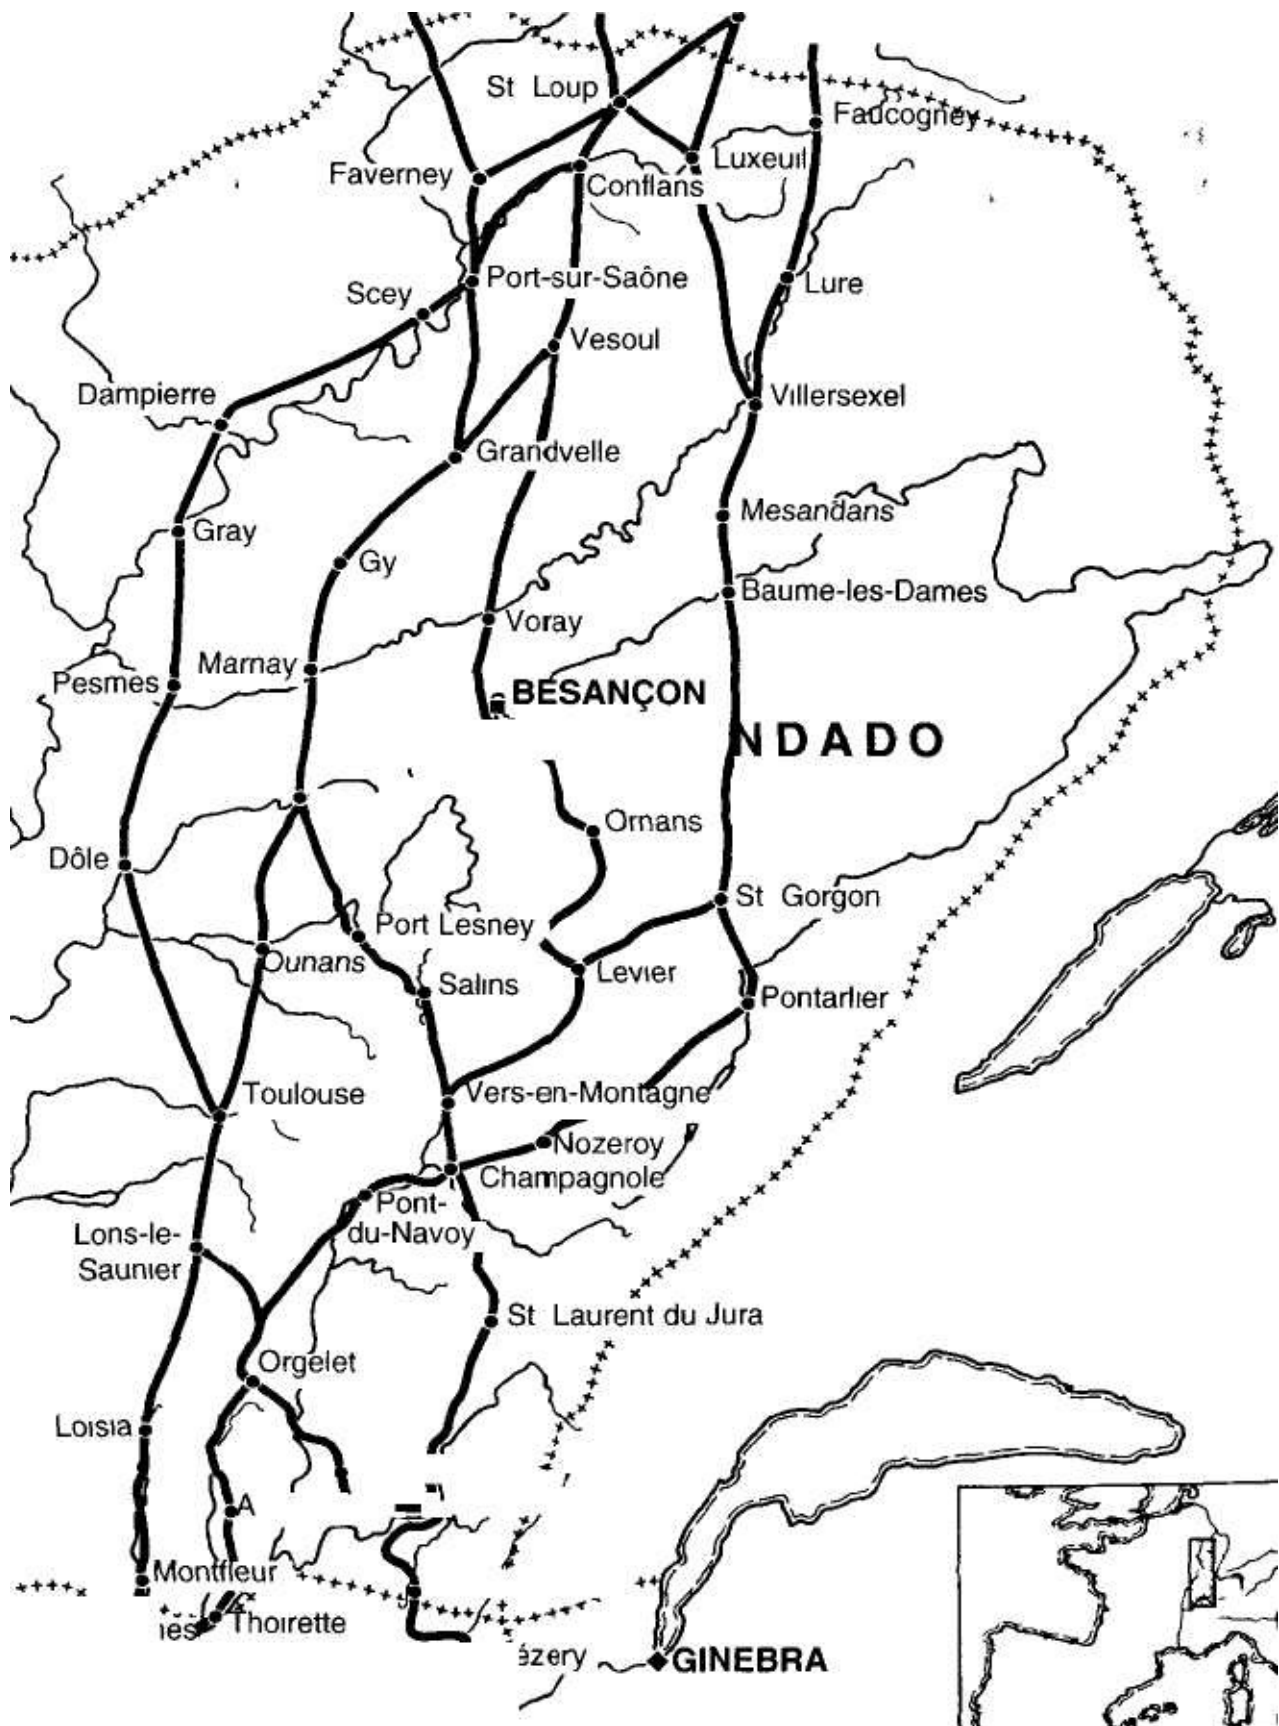 St Loup
Faucogney
Luxeuil
Faverney
Conflans
Port-sur-Saône
Lure
Scey
Vesoul
Dampierre
Villersexel
Grandvelle
Mesandans
Gray
Gy
Baume-les-Dames
Voray
Marnay
Pesmes
BESANÇON
NDADO
Ornans
Dôle
St Gorgon
Port Lesney
Ounans
Levier
Salins
Pontarlier
Toulouse
Vers-en-Montagne
Nozeroy
Champagnole
Pont-
du-Navoy
Lons-le-
Saunier
St Laurent du Jura
Orgelet
Loisia
A
Montfleur
Thoirette
ézery
GINEBRA